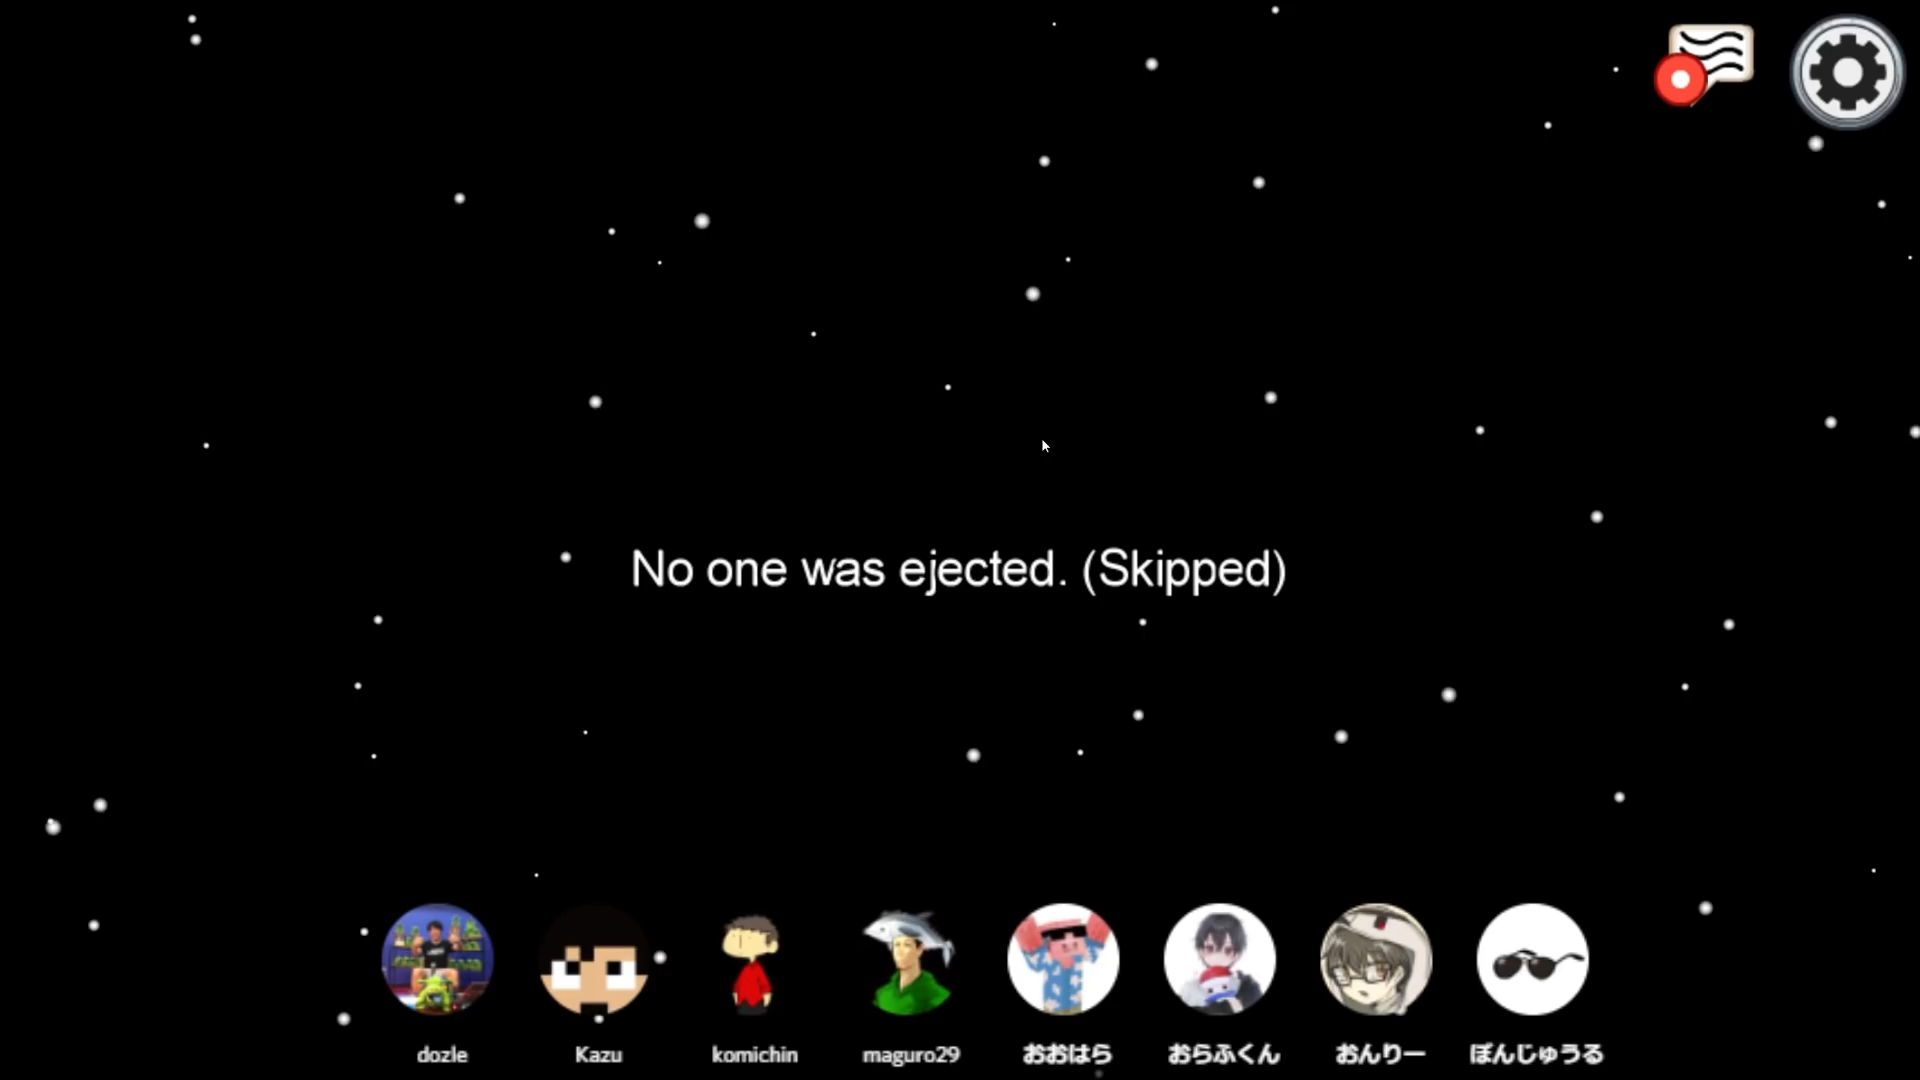 No one was ejected. (Skipped)
dozle
Kazu
komichin
maguro29
おおはら
おらふくん
おんりー
ぼんじゅうる